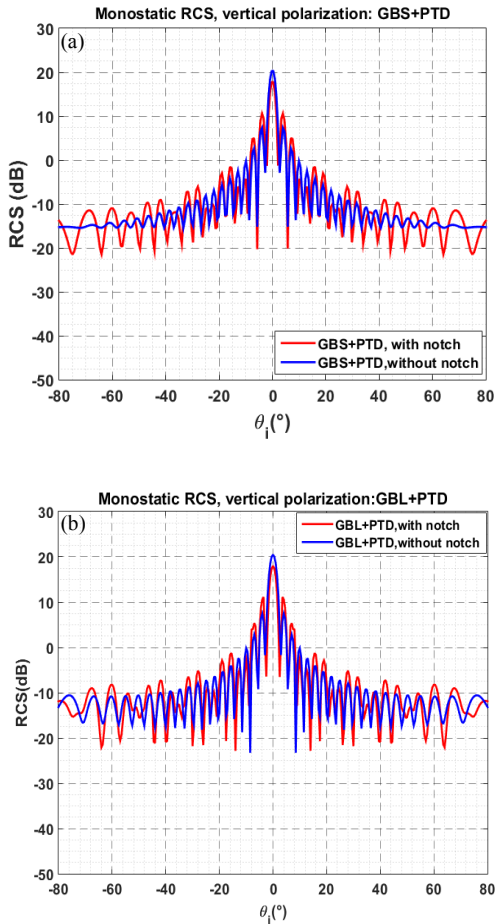 Monostatic RCS, vertical polarization: GBS+PTD
(a)
30
20
10
0
-10
-20
-30
-40
-50
RCS (dB)
GBS+PTD, with notch
GBS+PTD,without notch
-80 -60 -40 -20 0 20 40 60 80
θi(°)
Monostatic RCS, vertical polarization:GBL+PTD
(b)
30
20
10
0
-10
-20
-30
-40
-50
RCS(dB)
GBL+PTD,with notch
GBL+PTD,without notch
-80 -60 -40 -20 0 20 40 60 80
θi(°)